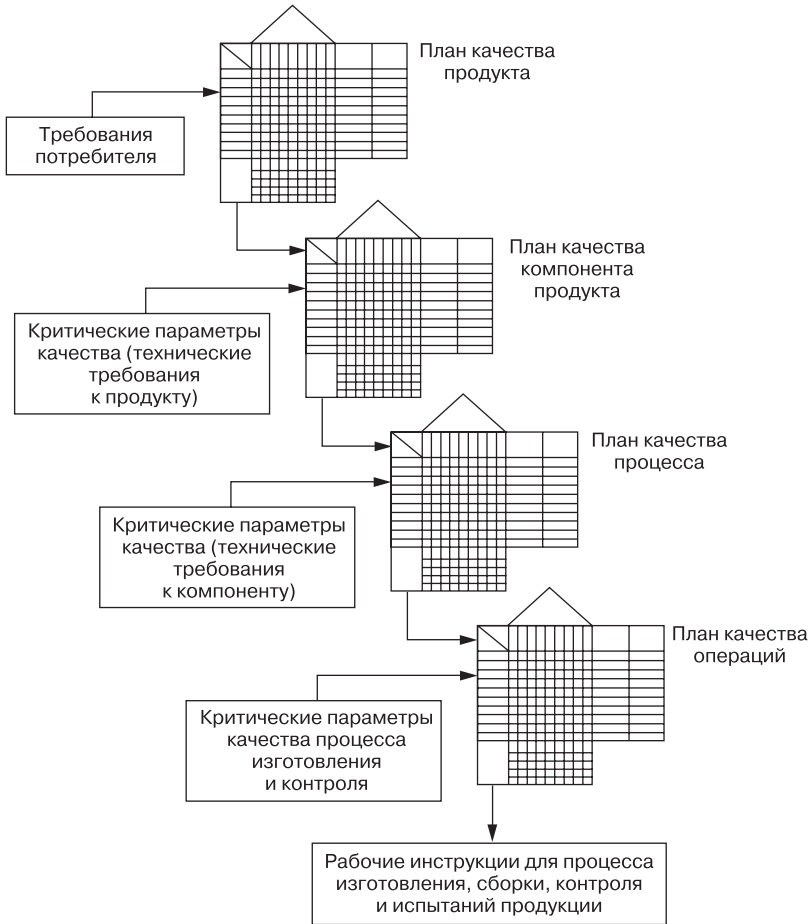 План качества
продукта
Требования
потребителя
План качества
компонента
продукта
Критические параметры
качества (технические
требования
к продукту)
План качества
процесса
Критические параметры
качества (технические
требования
к компоненту)
План качества
операций
Критические параметры
качества процесса
изготовления
и контроля
Рабочие инструкции для процесса
изготовления, сборки, контроля
и испытаний продукции